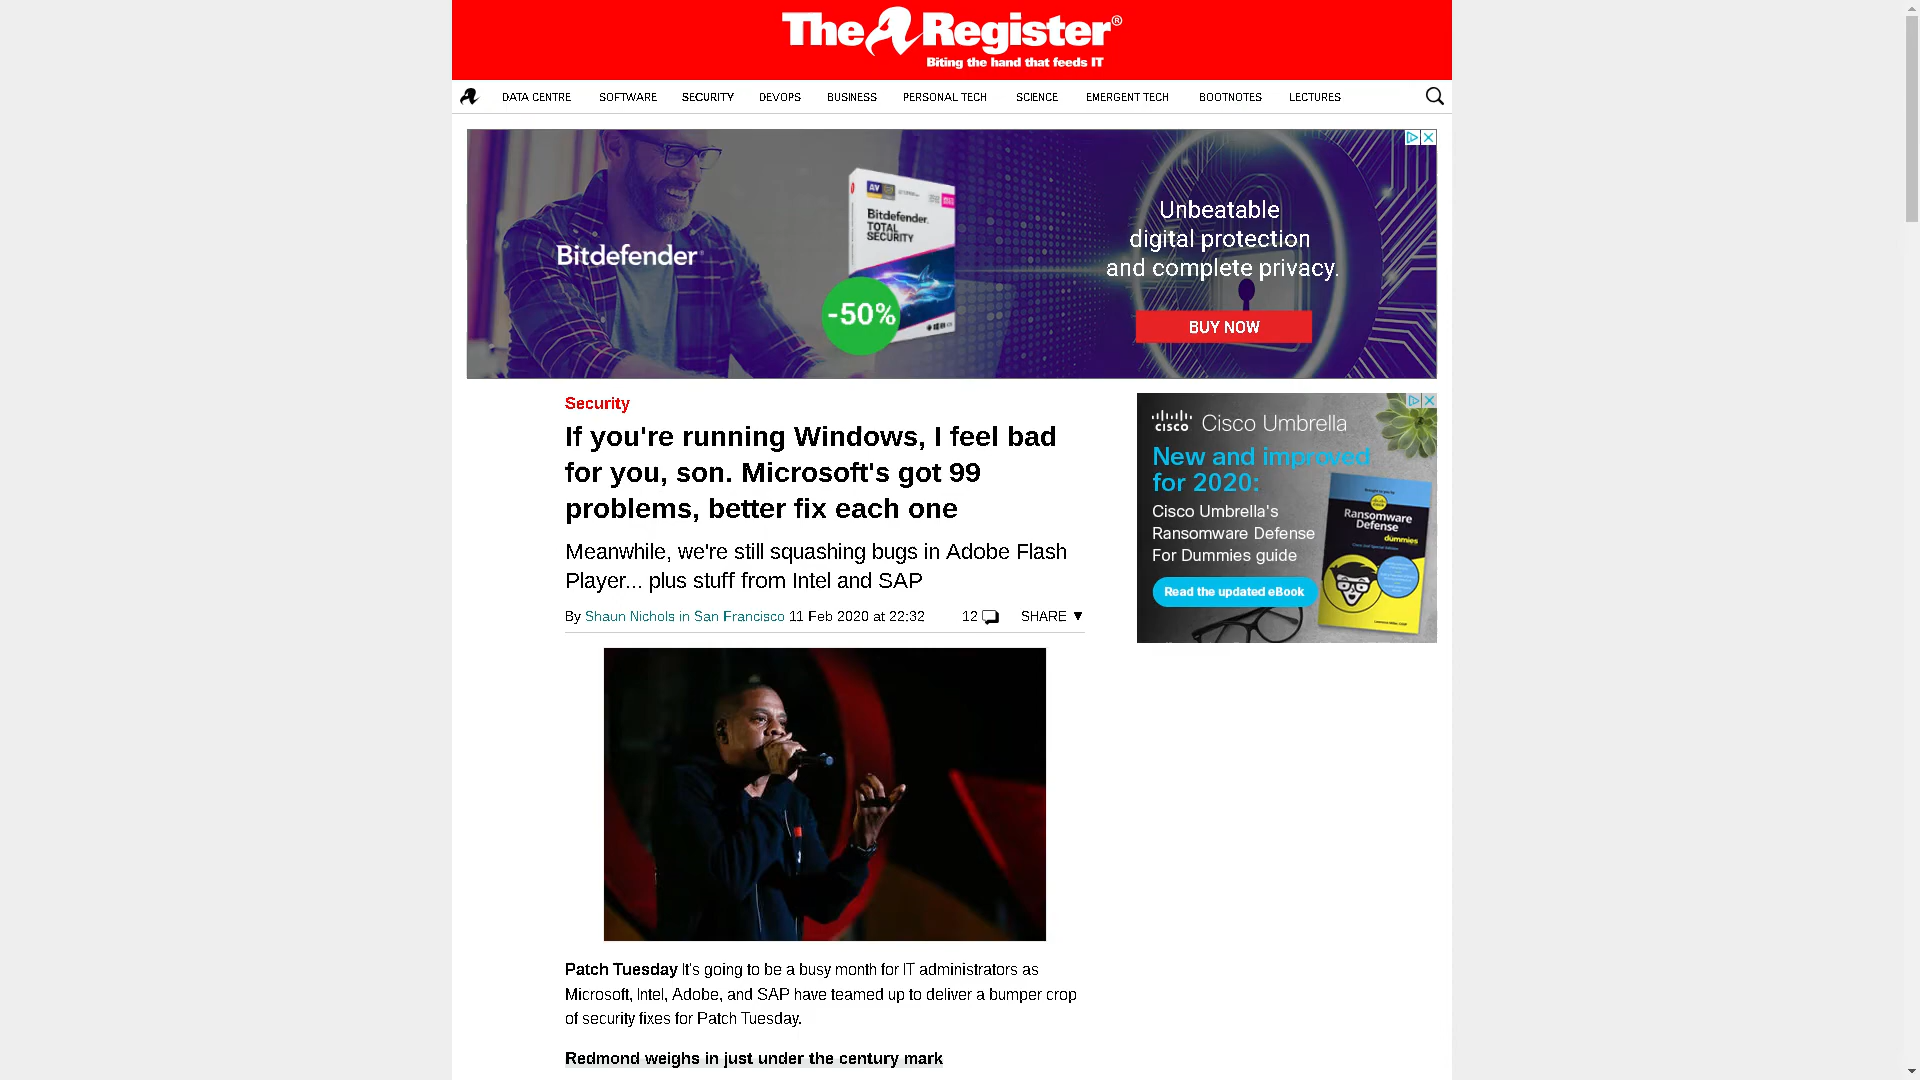 The Register®
Biting the hand that feeds IT
DATA CENTRE SOFTWARE SECURITY DEVOPS BUSINESS PERSONAL TECH SCIENCE EMERGENT TECH BOOTNOTES LECTURES
Bitdefender
Bitdefender
TOTAL
SECURITY
-50%
Unbeatable
digital protection
and complete privacy.
BUY NOW
Security
If you're running Windows, I feel bad
for you, son. Microsoft's got 99
problems, better fix each one
Meanwhile, we're still squashing bugs in Adobe Flash
Player... plus stuff from Intel and SAP
By Shaun Nichols in San Francisco 11 Feb 2020 at 22:32 12 SHARE ▼
cisco Cisco Umbrella
New and improved
for 2020:
Cisco Umbrella's
Ransomware Defense
For Dummies guide
Read the updated eBook
Ransomware
Defense
dummies
Patch Tuesday It's going to be a busy month for IT administrators as
Microsoft, Intel, Adobe, and SAP have teamed up to deliver a bumper crop
of security fixes for Patch Tuesday.
Redmond weighs in just under the century mark